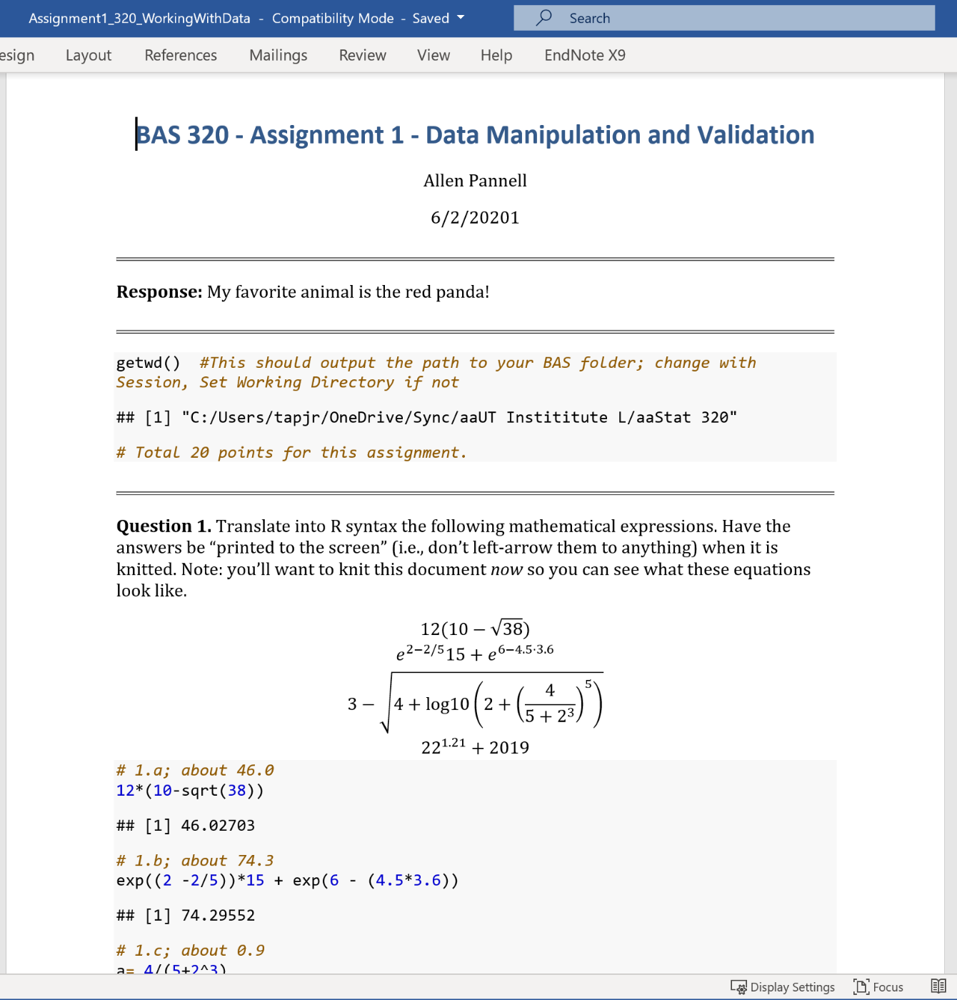 Assignment1_320_WorkingWithData - Compatibility Mode - Saved
Search
esign Layout References Mailings Review View Help EndNote X9
BAS 320 - Assignment 1 - Data Manipulation and Validation
Allen Pannell
6/2/20201
Response: My favorite animal is the red panda!
getwd() #This should output the path to your BAS folder; change with
Session, Set Working Directory if not
## [1] "C:/Users/tapjr/OneDrive/Sync/aaUT Instititute L/aaStat 320"
# Total 20 points for this assignment.
Question 1. Translate into R syntax the following mathematical expressions. Have the
answers be “printed to the screen” (i.e., don’t left-arrow them to anything) when it is
knitted. Note: you’ll want to knit this document now so you can see what these equations
look like.
12(10 − √38)
e^{2−2/5}15 + e^{6−4.5·3.6}
3 − √(4 + log10(2 + (4/(5 + 2^3))^5))
22^{1.21} + 2019
# 1.a; about 46.0
12*(10-sqrt(38))
## [1] 46.02703
# 1.b; about 74.3
exp((2 -2/5))*15 + exp(6 - (4.5*3.6))
## [1] 74.29552
# 1.c; about 0.9
a= 4/(5+2^3)
Display Settings Focus